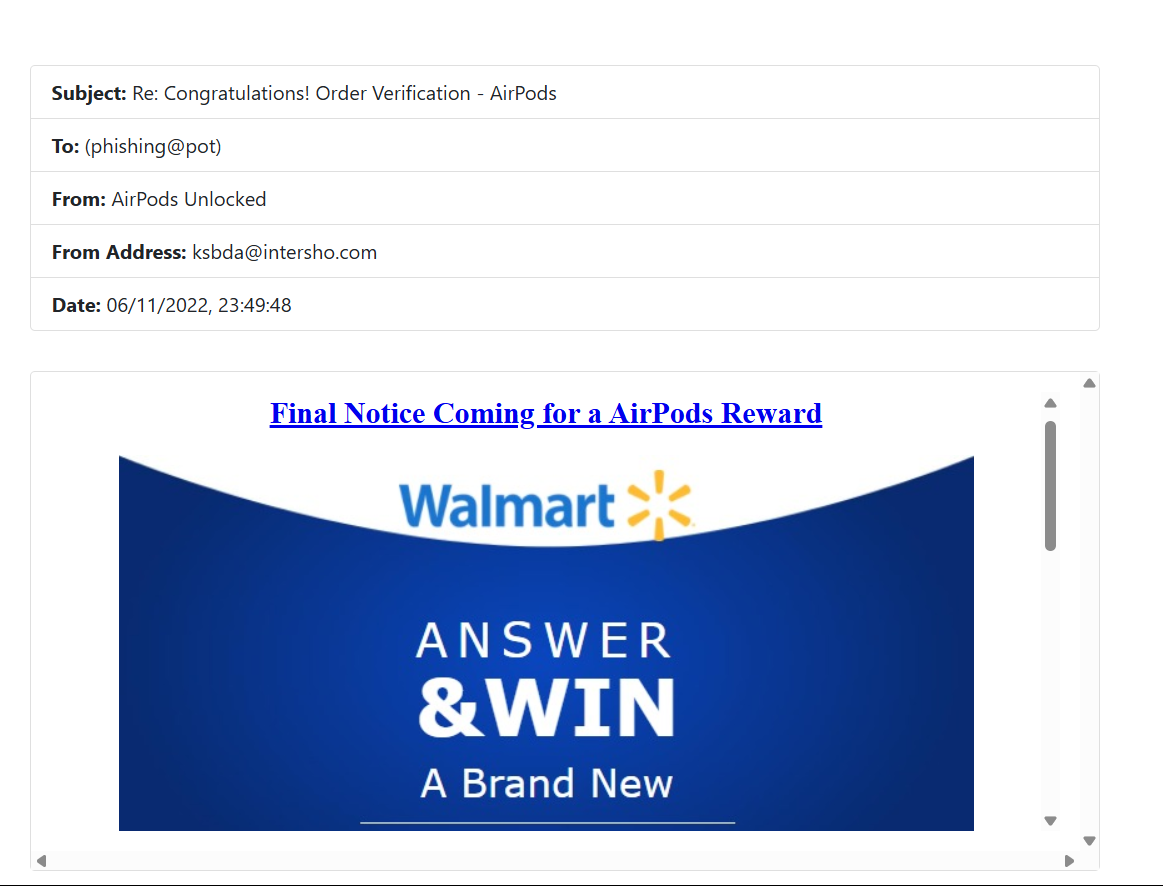 Subject: Re: Congratulations! Order Verification - AirPods
To: (phishing@pot)
From: AirPods Unlocked
From Address: ksbda@intersho.com
Date: 06/11/2022, 23:49:48
Final Notice Coming for a AirPods Reward
Walmart
ANSWER
&WIN
A Brand New